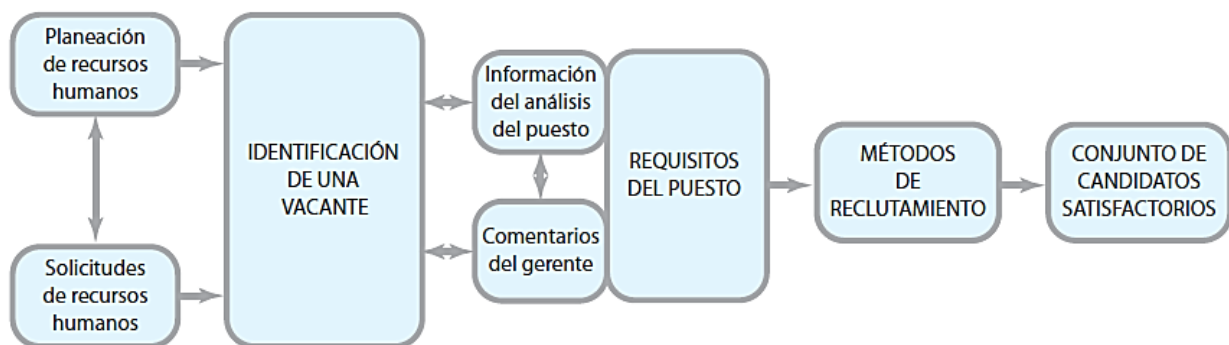 Planeación
de recursos
humanos
Solicitudes
de recursos
humanos
IDENTIFICACIÓN
DE UNA
VACANTE
Información
del análisis
del puesto
Comentarios
del gerente
REQUISITOS
DEL PUESTO
MÉTODOS
DE
RECLUTAMIENTO
CONJUNTO DE
CANDIDATOS
SATISFACTORIOS